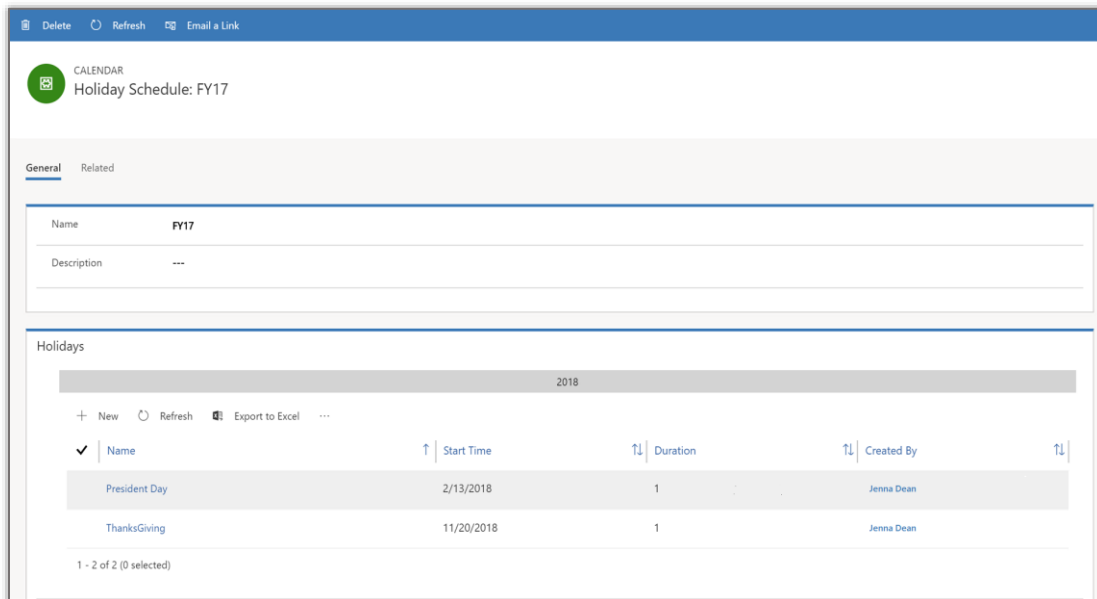 Delete Refresh Email a Link
CALENDAR
Holiday Schedule: FY17
General Related
Name FY17
Description ---
Holidays
2018
New Refresh Export to Excel ...
Name Start Time Duration Created By
President Day 2/13/2018 1 Jenna Dean
ThanksGiving 11/20/2018 1 Jenna Dean
1 - 2 of 2 (0 selected)